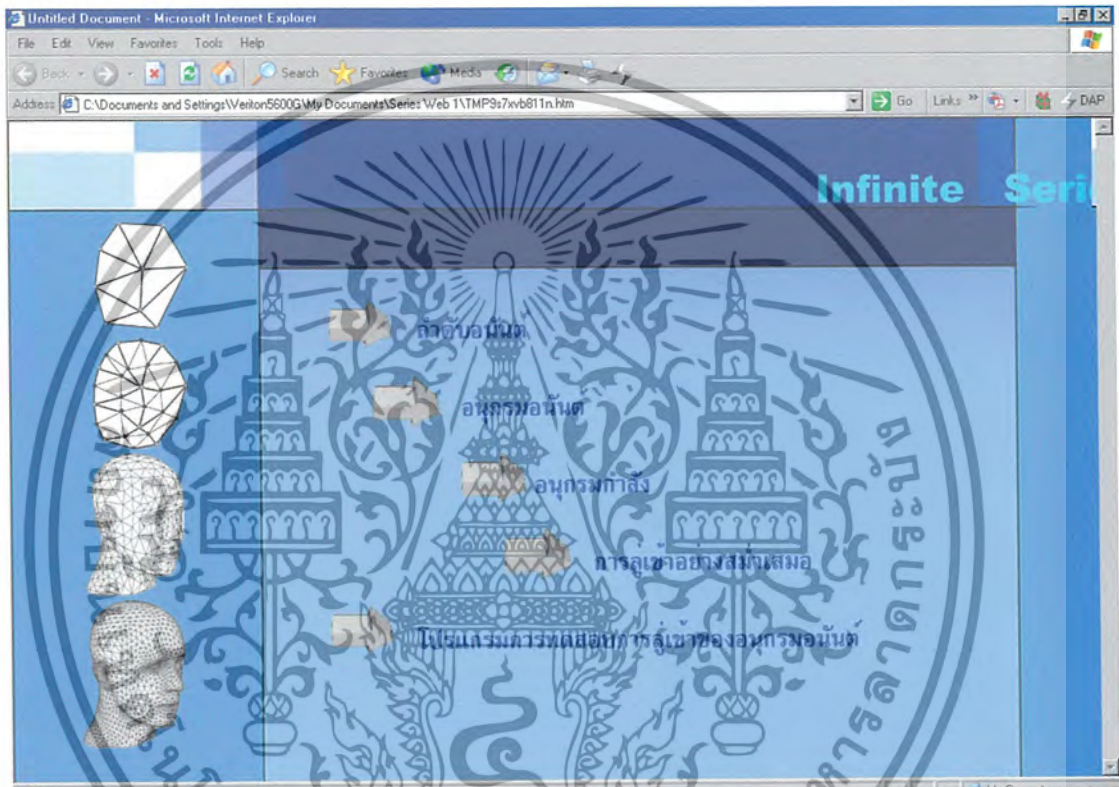 Untitled Document - Microsoft Internet Explorer
File Edit View Favorites Tools Help
Back Search Favorites Media
Address C:\Documents and Settings\Veriton5600G\My Documents\Series Web 1\TMP9s7xvb811n.htm Go Links » DAP
Infinite Seri
ลำดับอนันต์
อนุกรมอนันต์
อนุกรมกำลัง
การลู่เข้าอย่างสม่ำเสมอ
โปรแกรมการทดสอบการลู่เข้าของอนุกรมอนันต์